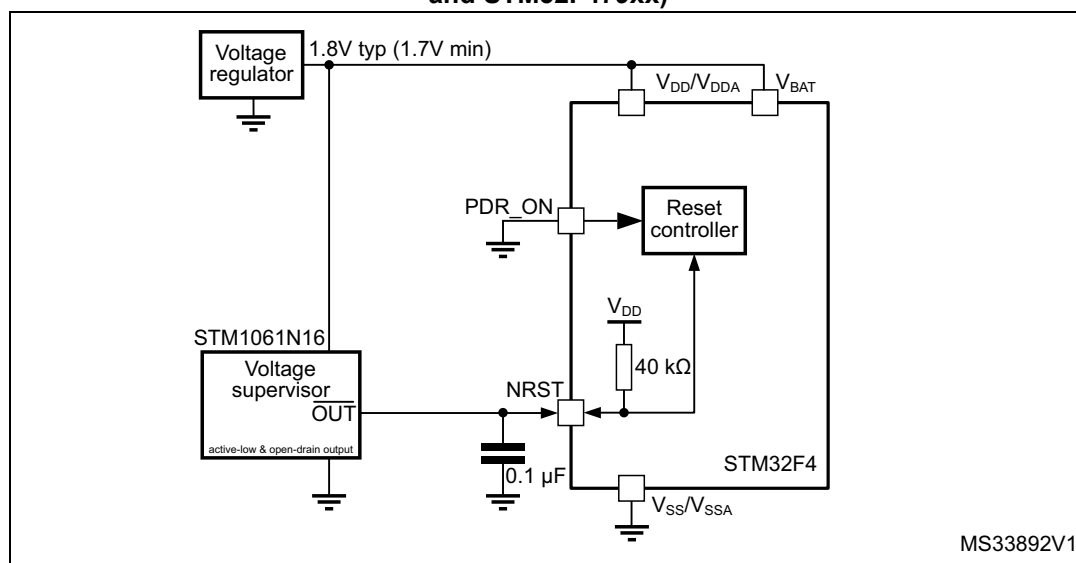 Voltage
regulator
1.8V typ (1.7V min)
VDD/VDDA
VBAT
PDR_ON
Reset
controller
VDD
STM1061N16
Voltage
supervisor
OUT
active-low & open-drain output
40 kΩ
NRST
0.1 µF
STM32F4
VSS/VSSA
MS33892V1